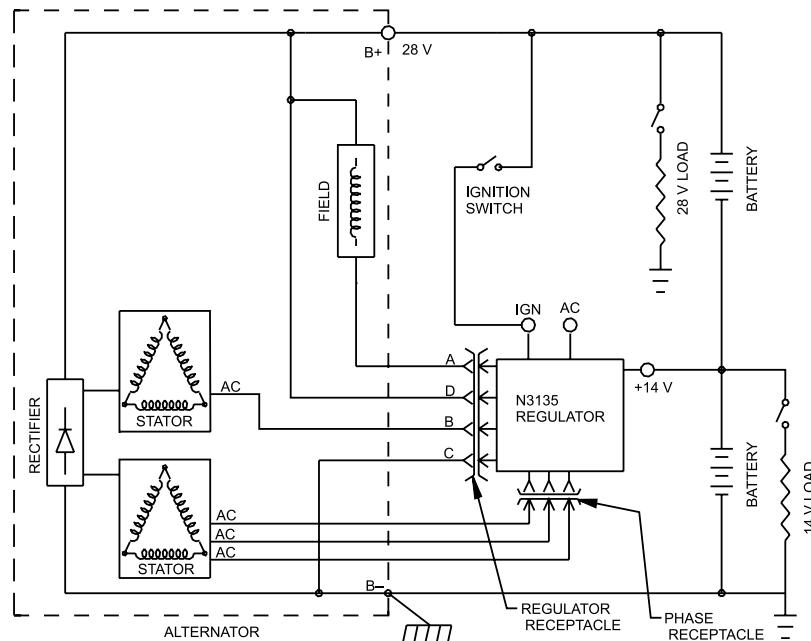 B+
28 V
FIELD
IGNITION
SWITCH
28 V LOAD
BATTERY
IGN
AC
A
D
B
C
N3135
REGULATOR
+14 V
AC
STATOR
RECTIFIER
BATTERY
14 V LOAD
AC
AC
AC
STATOR
B–
REGULATOR
RECEPTACLE
PHASE
RECEPTACLE
ALTERNATOR